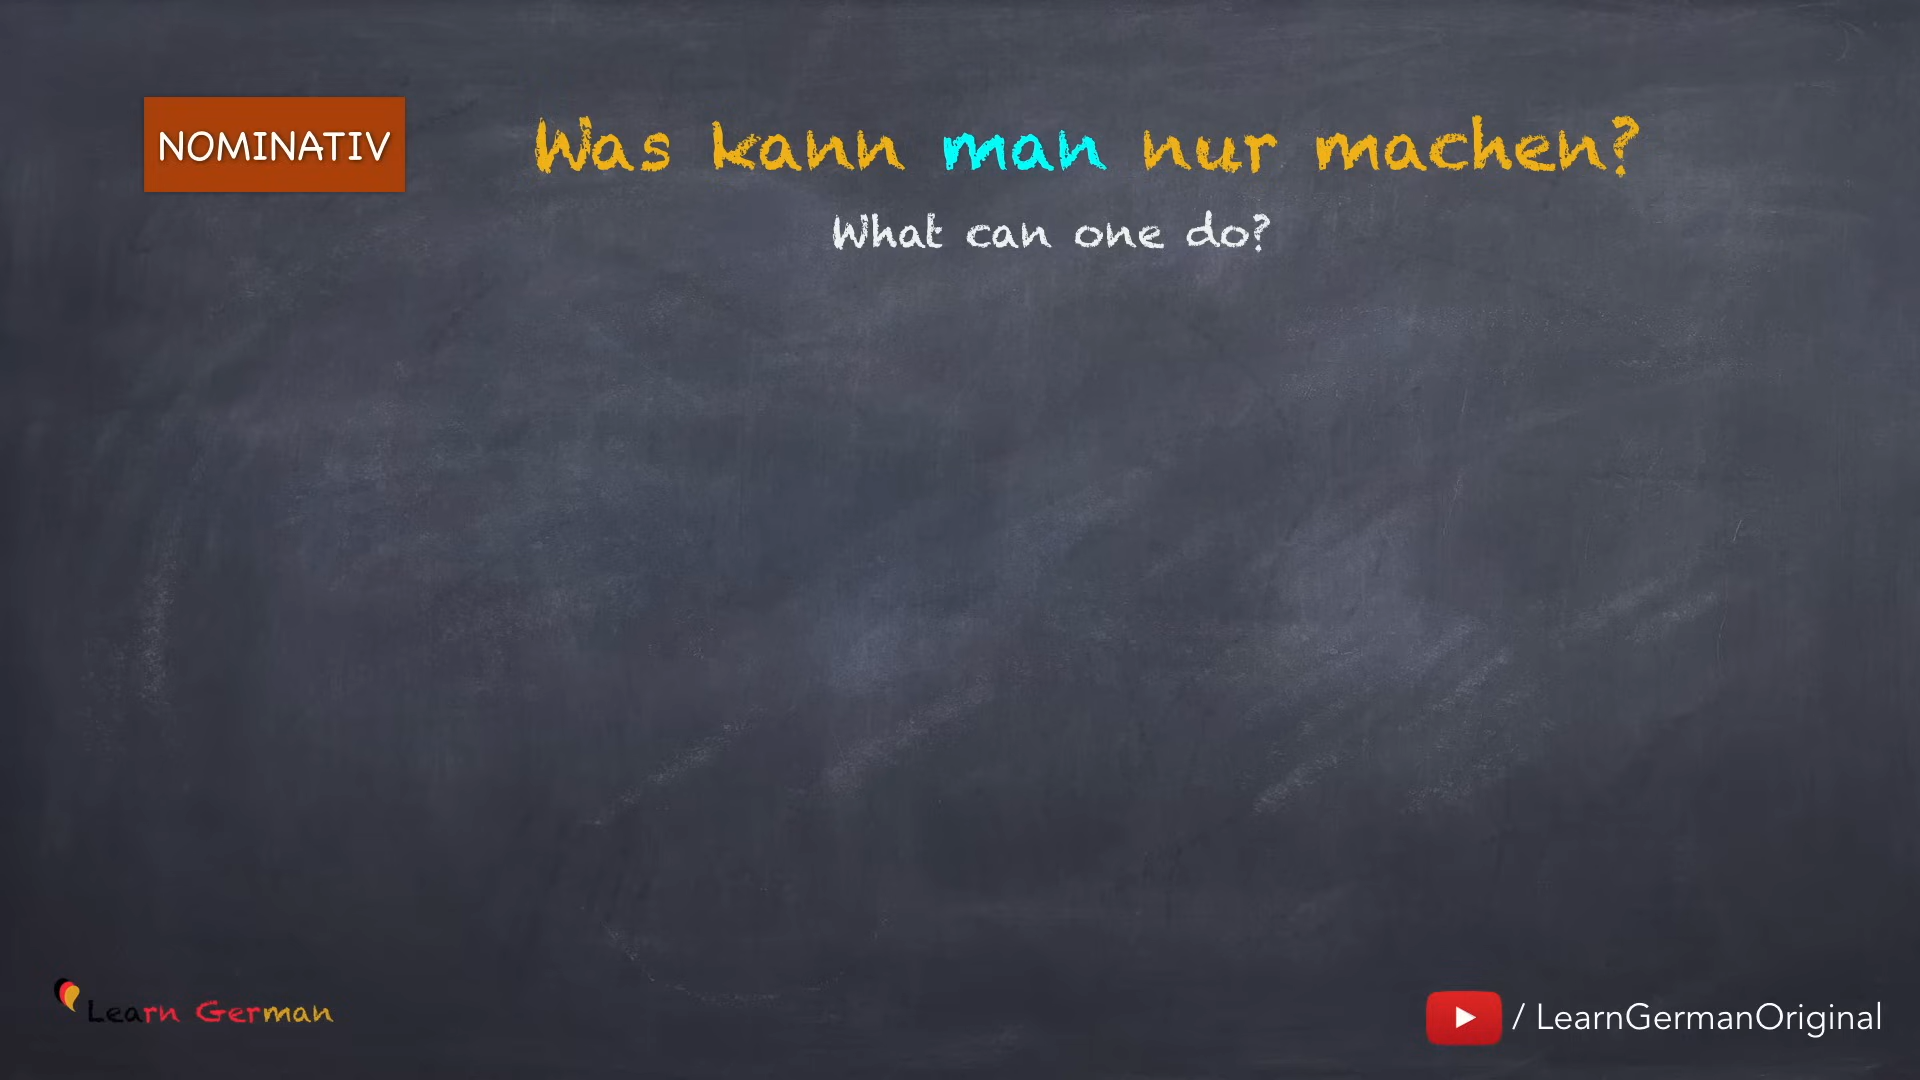 NOMINATIV
Was kann man nur machen?
What can one do?
Learn German
/ LearnGermanOriginal